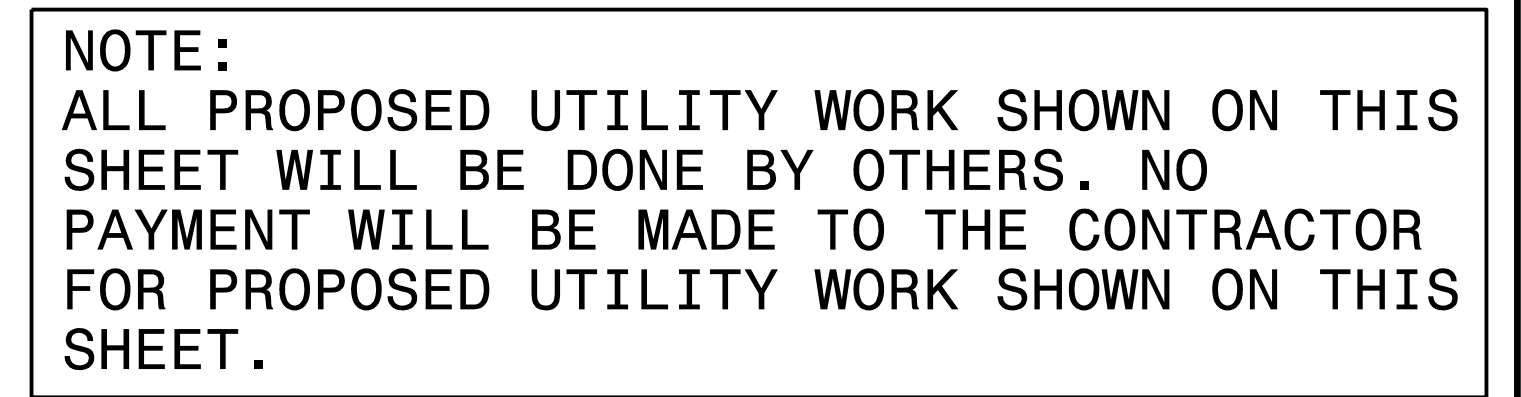 NOTE:
ALL PROPOSED UTILITY WORK SHOWN ON THIS
SHEET WILL BE DONE BY OTHERS. NO
PAYMENT WILL BE MADE TO THE CONTRACTOR
FOR PROPOSED UTILITY WORK SHOWN ON THIS
SHEET.